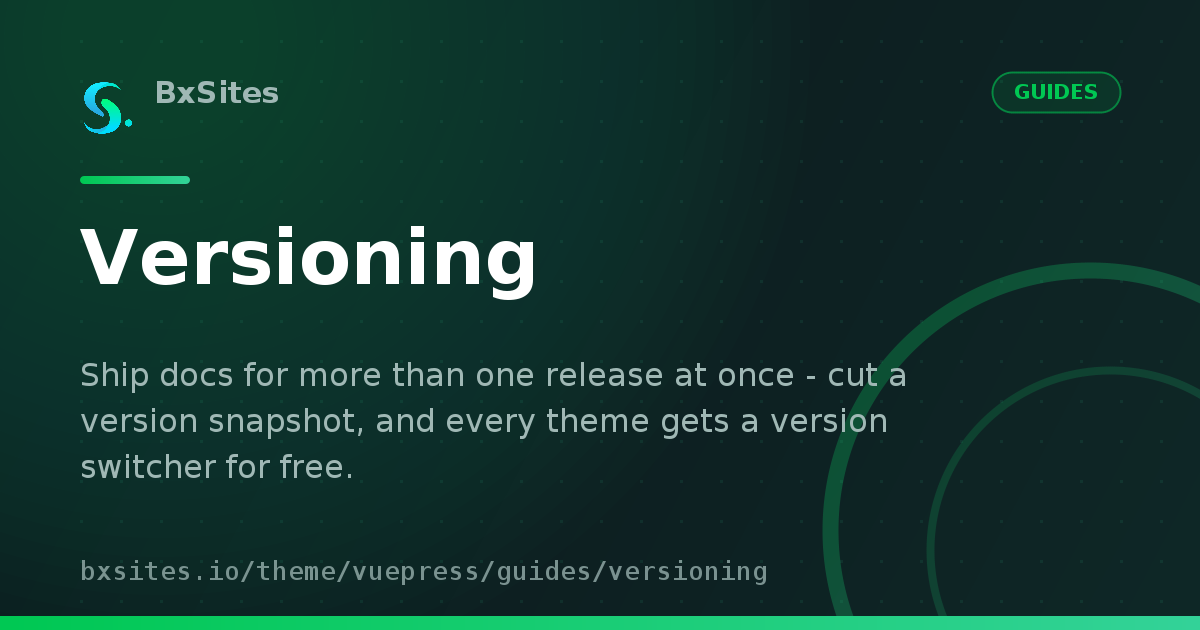 BxSites
GUIDES
Versioning
Ship docs for more than one release at once - cut a
version snapshot, and every theme gets a version
switcher for free.
bxsites.io/theme/vuepress/guides/versioning